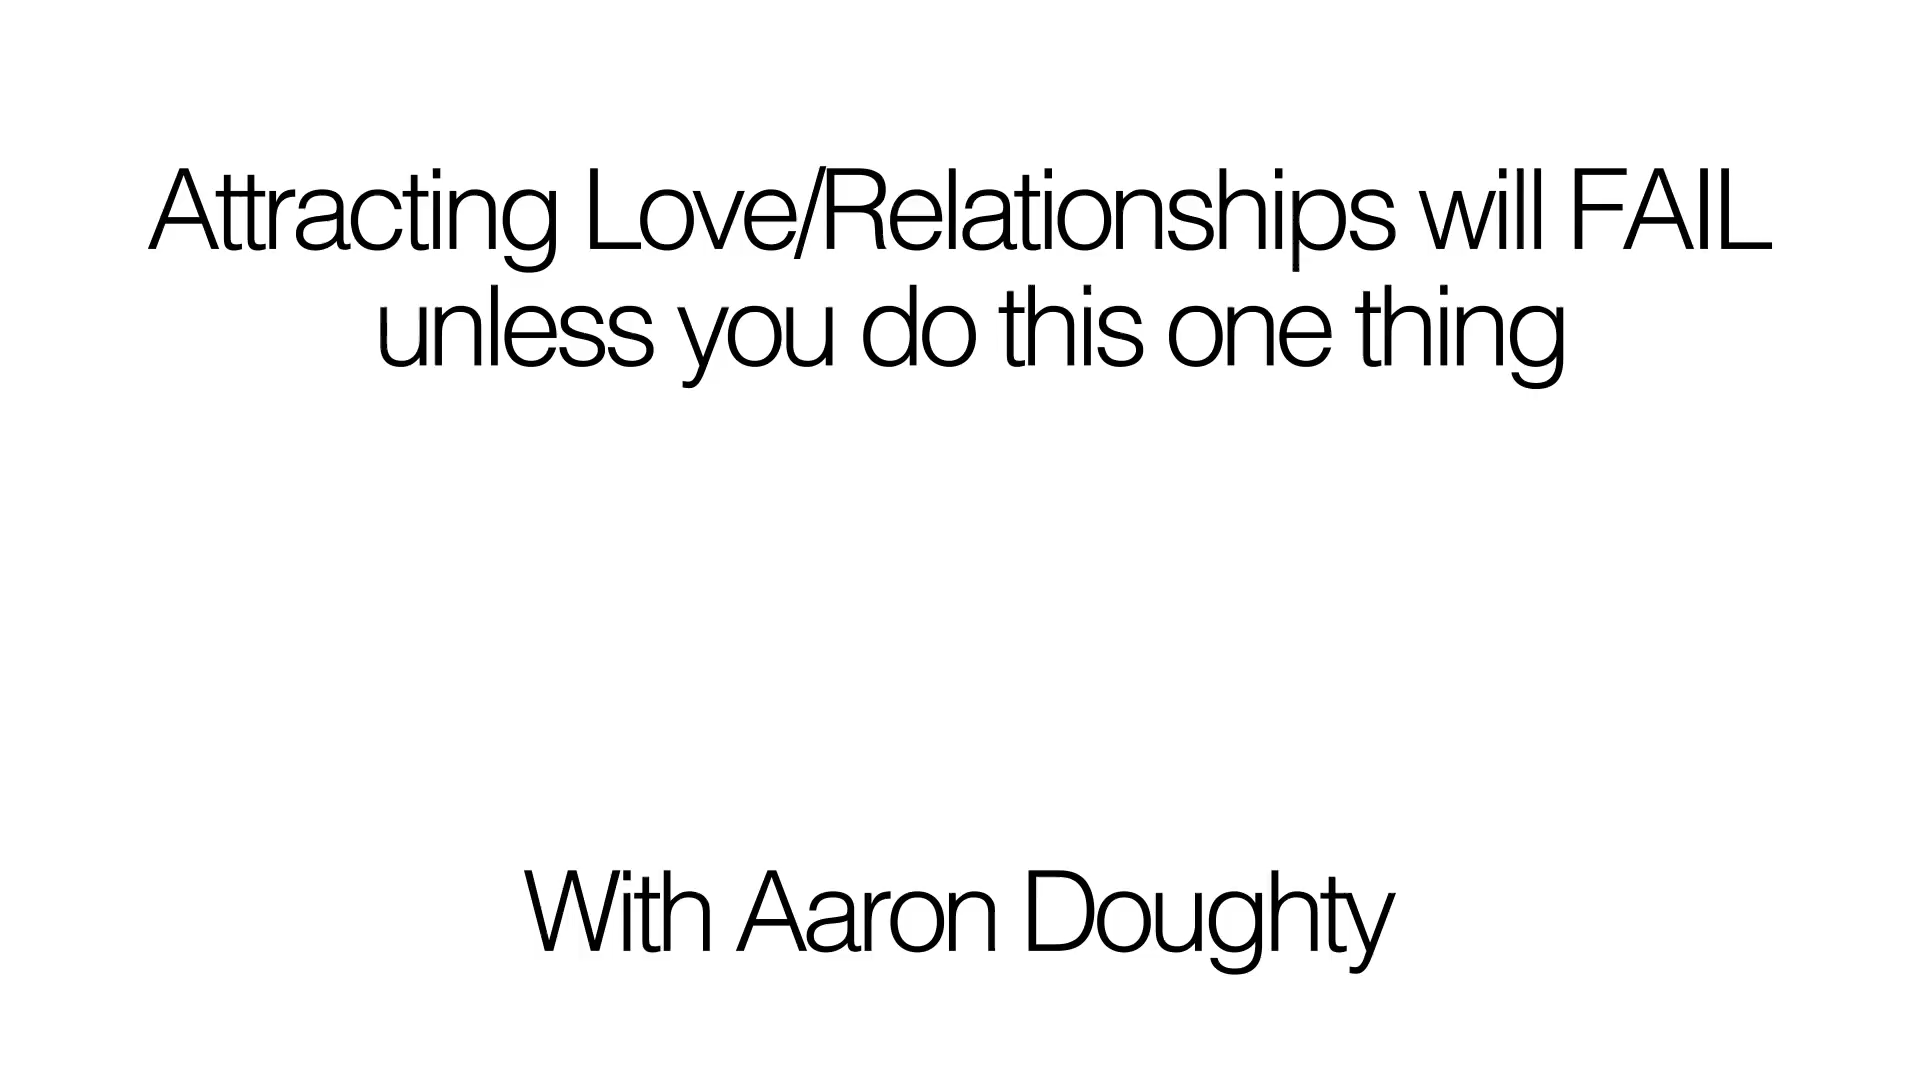 Attracting Love/Relationships will FAIL
unless you do this one thing
With Aaron Doughty